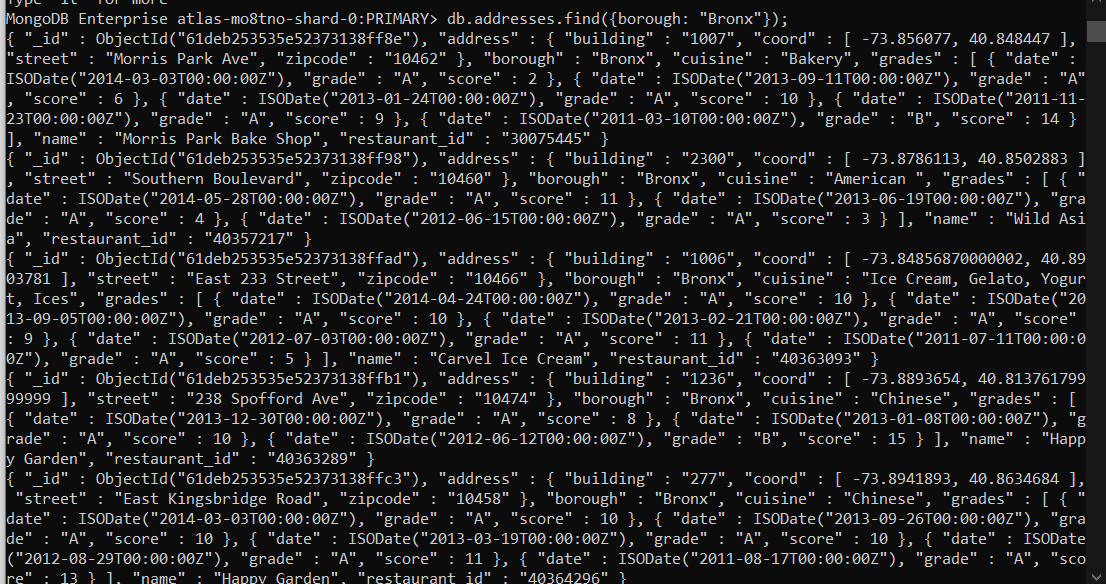 Type "it" for more
MongoDB Enterprise atlas-mo8tno-shard-0:PRIMARY> db.addresses.find({borough: "Bronx"});
{ "_id" : ObjectId("61deb253535e52373138ff8e"), "address" : { "building" : "1007", "coord" : [ -73.856077, 40.848447 ],
"street" : "Morris Park Ave", "zipcode" : "10462" }, "borough" : "Bronx", "cuisine" : "Bakery", "grades" : [ { "date" :
ISODate("2014-03-03T00:00:00Z"), "grade" : "A", "score" : 2 }, { "date" : ISODate("2013-09-11T00:00:00Z"), "grade" : "A"
, "score" : 6 }, { "date" : ISODate("2013-01-24T00:00:00Z"), "grade" : "A", "score" : 10 }, { "date" : ISODate("2011-11-
23T00:00:00Z"), "grade" : "A", "score" : 9 }, { "date" : ISODate("2011-03-10T00:00:00Z"), "grade" : "B", "score" : 14 }
], "name" : "Morris Park Bake Shop", "restaurant_id" : "30075445" }
{ "_id" : ObjectId("61deb253535e52373138ff98"), "address" : { "building" : "2300", "coord" : [ -73.8786113, 40.8502883 ]
, "street" : "Southern Boulevard", "zipcode" : "10460" }, "borough" : "Bronx", "cuisine" : "American ", "grades" : [ { "
date" : ISODate("2014-05-28T00:00:00Z"), "grade" : "A", "score" : 11 }, { "date" : ISODate("2013-06-19T00:00:00Z"), "gra
de" : "A", "score" : 4 }, { "date" : ISODate("2012-06-15T00:00:00Z"), "grade" : "A", "score" : 3 } ], "name" : "Wild Asi
a", "restaurant_id" : "40357217" }
{ "_id" : ObjectId("61deb253535e52373138ffad"), "address" : { "building" : "1006", "coord" : [ -73.84856870000002, 40.89
03781 ], "street" : "East 233 Street", "zipcode" : "10466" }, "borough" : "Bronx", "cuisine" : "Ice Cream, Gelato, Yogur
t, Ices", "grades" : [ { "date" : ISODate("2014-04-24T00:00:00Z"), "grade" : "A", "score" : 10 }, { "date" : ISODate("20
13-09-05T00:00:00Z"), "grade" : "A", "score" : 10 }, { "date" : ISODate("2013-02-21T00:00:00Z"), "grade" : "A", "score"
: 9 }, { "date" : ISODate("2012-07-03T00:00:00Z"), "grade" : "A", "score" : 11 }, { "date" : ISODate("2011-07-11T00:00:0
0Z"), "grade" : "A", "score" : 5 } ], "name" : "Carvel Ice Cream", "restaurant_id" : "40363093" }
{ "_id" : ObjectId("61deb253535e52373138ffb1"), "address" : { "building" : "1236", "coord" : [ -73.8893654, 40.813761799
99999 ], "street" : "238 Spofford Ave", "zipcode" : "10474" }, "borough" : "Bronx", "cuisine" : "Chinese", "grades" : [
{ "date" : ISODate("2013-12-30T00:00:00Z"), "grade" : "A", "score" : 8 }, { "date" : ISODate("2013-01-08T00:00:00Z"), "g
rade" : "A", "score" : 10 }, { "date" : ISODate("2012-06-12T00:00:00Z"), "grade" : "B", "score" : 15 } ], "name" : "Happ
y Garden", "restaurant_id" : "40363289" }
{ "_id" : ObjectId("61deb253535e52373138ffc3"), "address" : { "building" : "277", "coord" : [ -73.8941893, 40.8634684 ],
"street" : "East Kingsbridge Road", "zipcode" : "10458" }, "borough" : "Bronx", "cuisine" : "Chinese", "grades" : [ { "
date" : ISODate("2014-03-03T00:00:00Z"), "grade" : "A", "score" : 10 }, { "date" : ISODate("2013-09-26T00:00:00Z"), "gra
de" : "A", "score" : 10 }, { "date" : ISODate("2013-03-19T00:00:00Z"), "grade" : "A", "score" : 10 }, { "date" : ISODate
("2012-08-29T00:00:00Z"), "grade" : "A", "score" : 11 }, { "date" : ISODate("2011-08-17T00:00:00Z"), "grade" : "A", "sco
re" : 13 } ], "name" : "Happy Garden", "restaurant_id" : "40364296" }